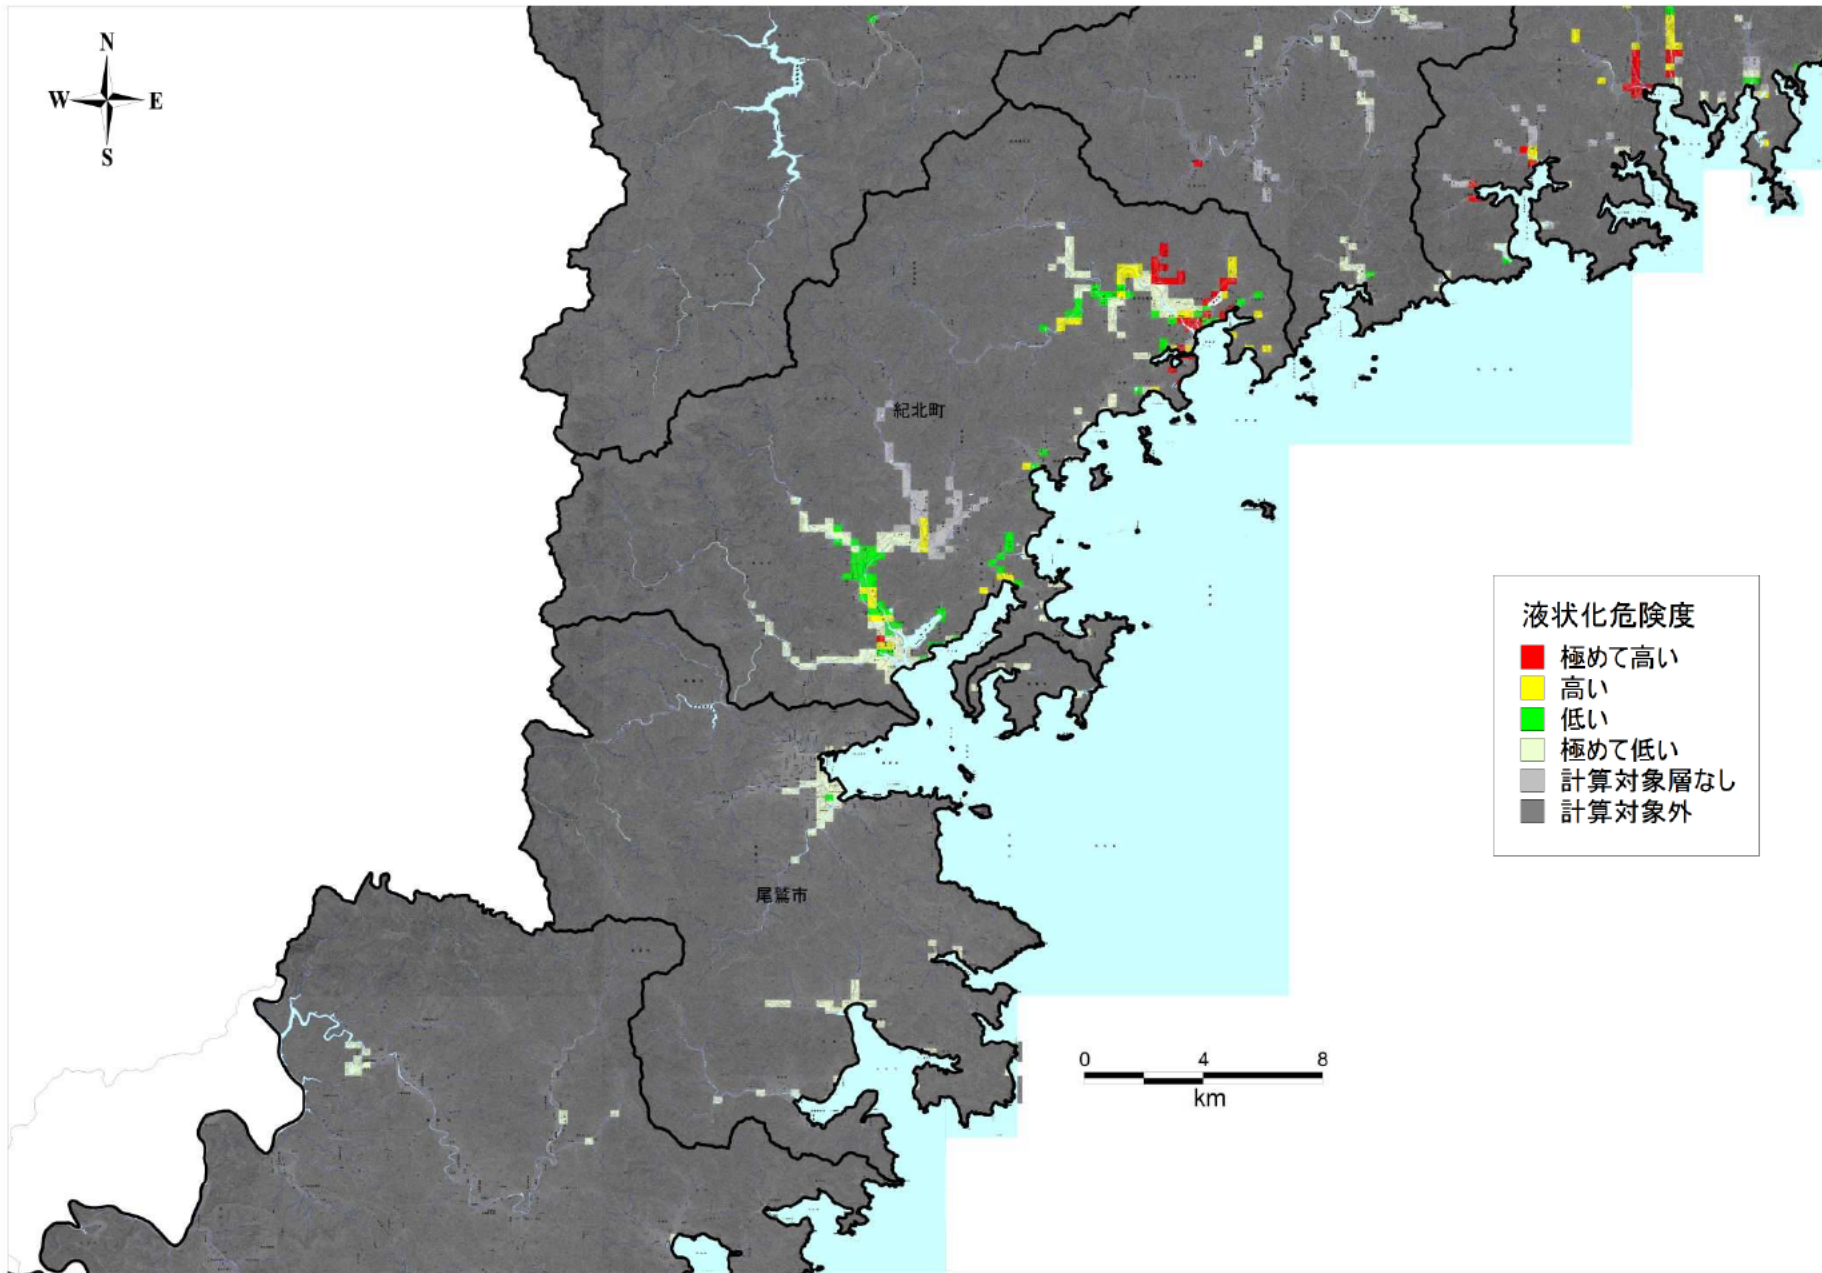 N
W E
S
紀北町
液状化危険度
極めて高い
高い
低い
極めて低い
計算対象層なし
計算対象外
尾鷲市
0 4 8
km